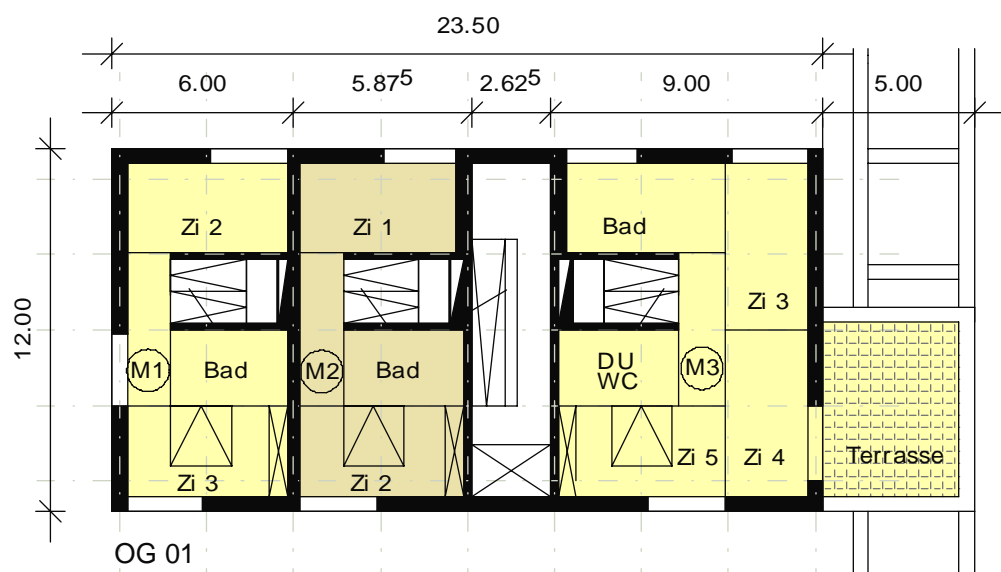 23.50
6.00 5.875 2.625 9.00 5.00
12.00
Zi 2 Zi 1 Bad
Zi 3
M1 Bad M2 Bad DU M3
WC
Zi 3 Zi 2 Zi 5 Zi 4 Terrasse
OG 01